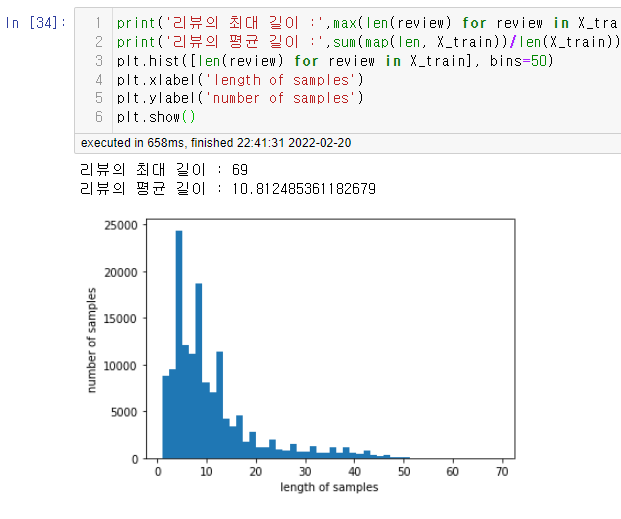 In [34]:
1 print('리뷰의 최대 길이 :',max(len(review) for review in X_tra
2 print('리뷰의 평균 길이 :',sum(map(len, X_train))/len(X_train))
3 plt.hist([len(review) for review in X_train], bins=50)
4 plt.xlabel('length of samples')
5 plt.ylabel('number of samples')
6 plt.show()
executed in 658ms, finished 22:41:31 2022-02-20
리뷰의 최대 길이 : 69
리뷰의 평균 길이 : 10.812485361182679
25000
20000
15000
10000
5000
0
number of samples
0 10 20 30 40 50 60 70
length of samples